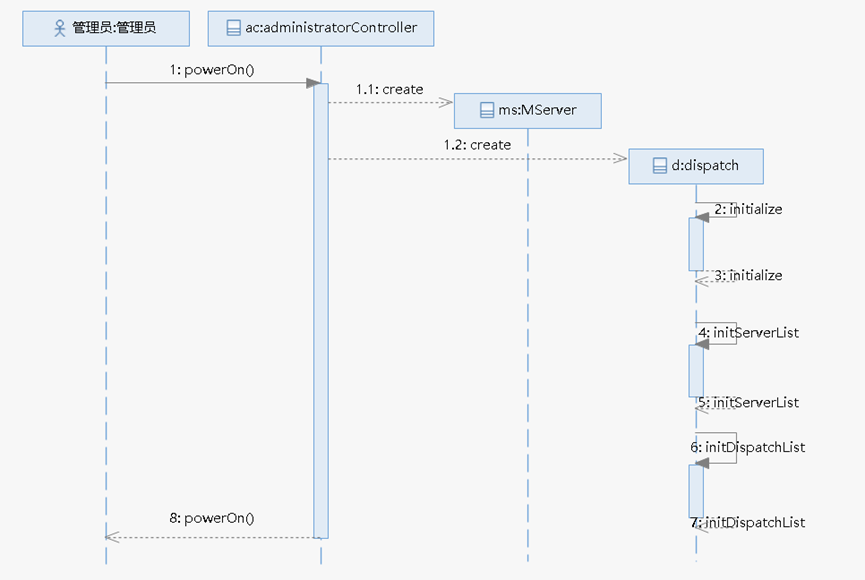 管理员:管理员
ac:administratorController
1: powerOn()
1.1: create
ms:MServer
1.2: create
d:dispatch
2: initialize
3: initialize
4: initServerList
5: initServerList
6: initDispatchList
7: initDispatchList
8: powerOn()